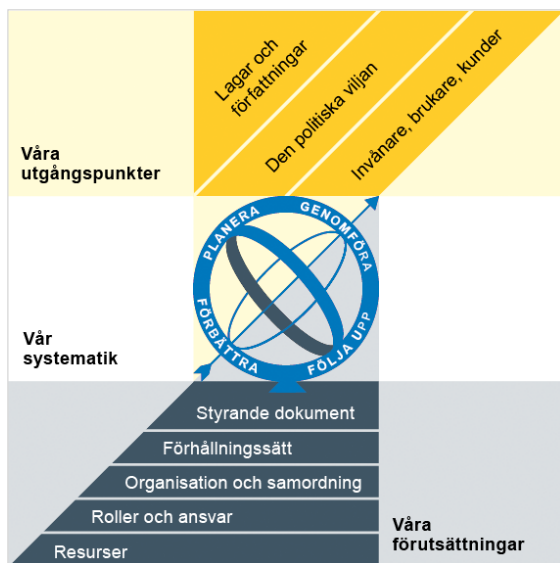 Lagar och
författningar
Den politiska viljan
Invånare, brukare, kunder
Våra
utgångspunkter
PLANERA
GENOMFÖRA
FÖRBÄTTRA
FÖLJA UPP
Vår
systematik
Styrande dokument
Förhållningssätt
Organisation och samordning
Roller och ansvar
Resurser
Våra
förutsättningar